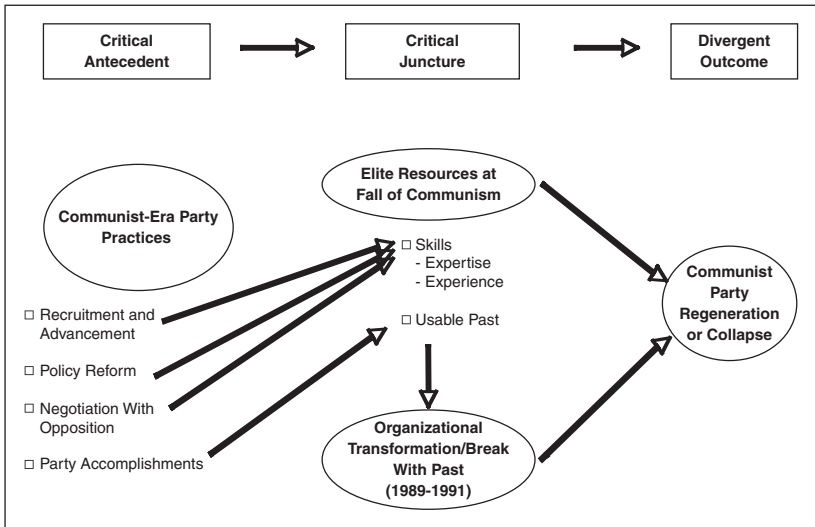 Critical
Antecedent
Critical
Juncture
Divergent
Outcome
Communist-Era Party
Practices
□ Recruitment and
Advancement
□ Policy Reform
□ Negotiation With
Opposition
□ Party Accomplishments
Elite Resources at
Fall of Communism
□ Skills
- Expertise
- Experience
□ Usable Past
Organizational
Transformation/Break
With Past
(1989-1991)
Communist
Party
Regeneration
or Collapse